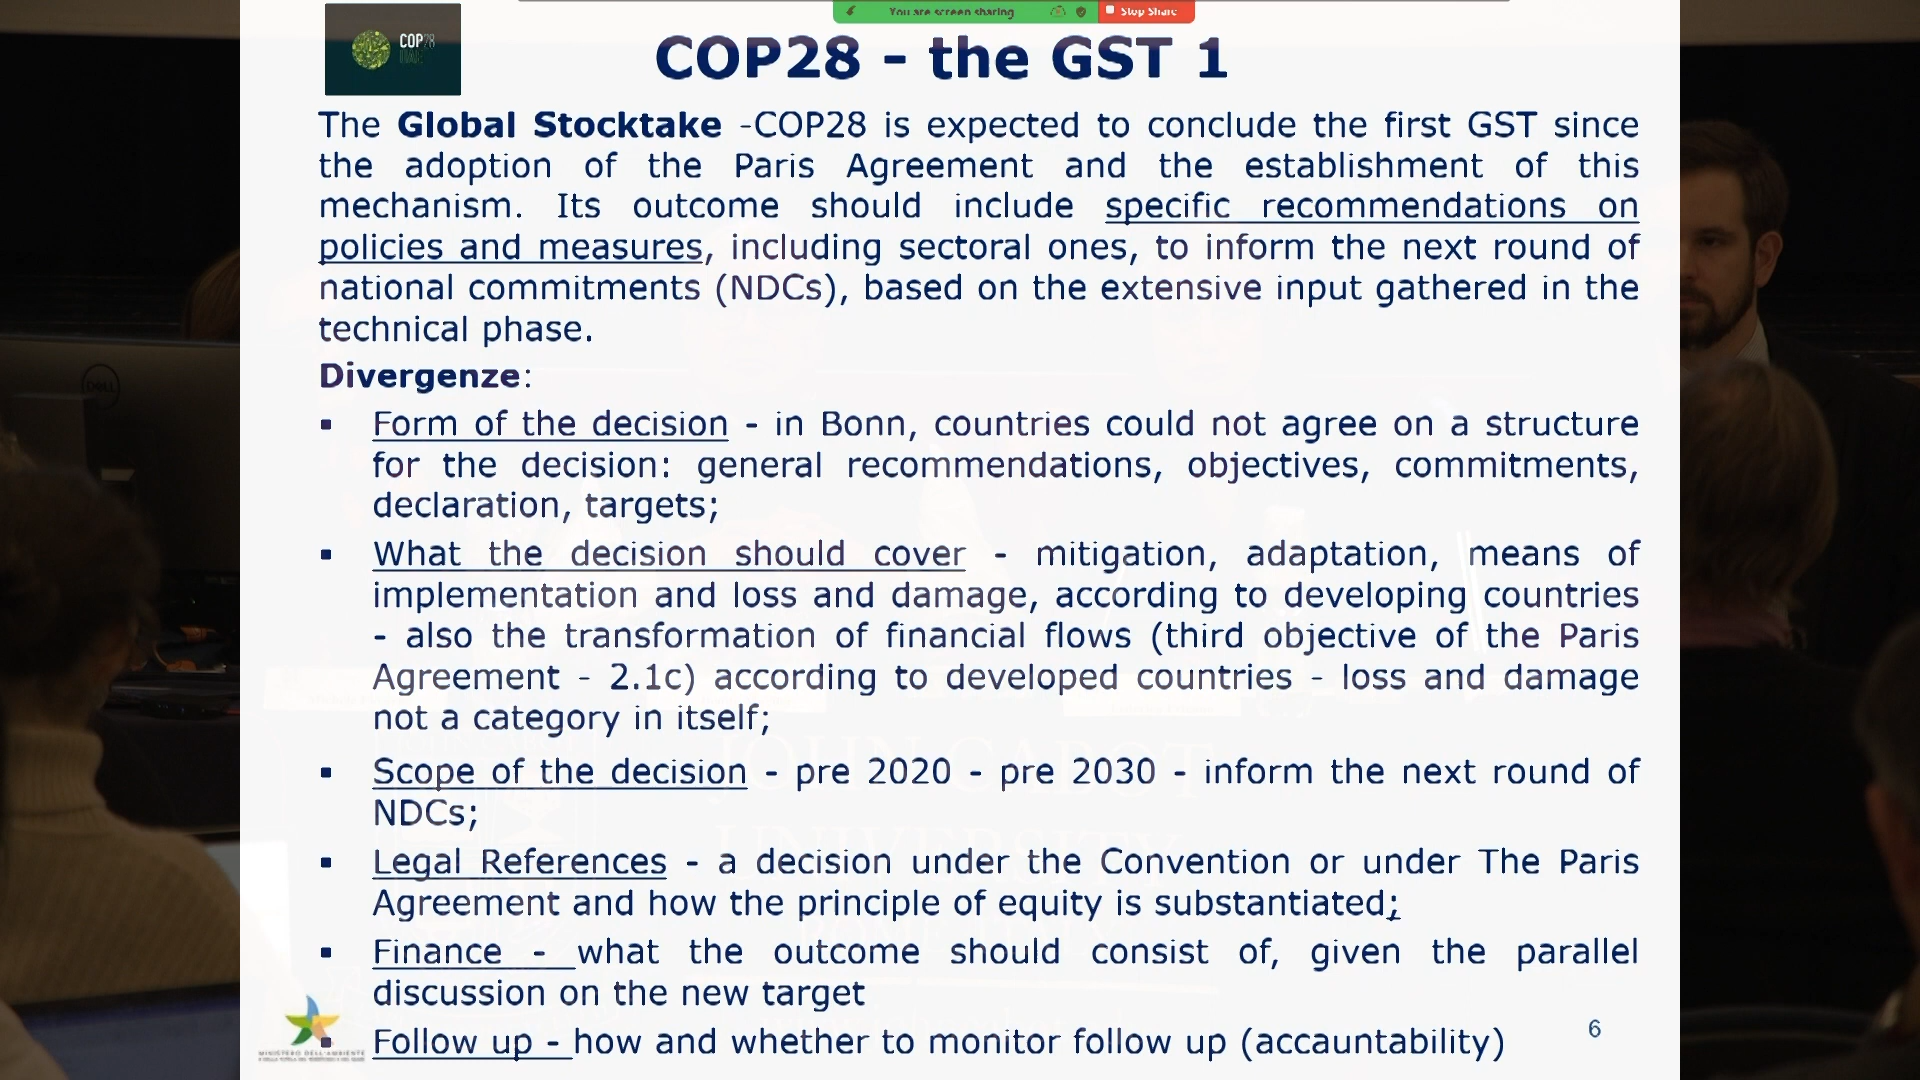 You are screen sharing
Stop Share
COP28
UAE
COP28 - the GST 1
The Global Stocktake -COP28 is expected to conclude the first GST since
the adoption of the Paris Agreement and the establishment of this
mechanism. Its outcome should include specific recommendations on
policies and measures, including sectoral ones, to inform the next round of
national commitments (NDCs), based on the extensive input gathered in the
technical phase.
Divergenze:
▪ Form of the decision - in Bonn, countries could not agree on a structure
for the decision: general recommendations, objectives, commitments,
declaration, targets;
▪ What the decision should cover - mitigation, adaptation, means of
implementation and loss and damage, according to developing countries
- also the transformation of financial flows (third objective of the Paris
Agreement - 2.1c) according to developed countries - loss and damage
not a category in itself;
▪ Scope of the decision - pre 2020 - pre 2030 - inform the next round of
NDCs;
▪ Legal References - a decision under the Convention or under The Paris
Agreement and how the principle of equity is substantiated;
▪ Finance - what the outcome should consist of, given the parallel
discussion on the new target
▪ Follow up - how and whether to monitor follow up (accauntability)
6
MINISTERO DELL'AMBIENTE
DELL
JOHN CABOT
UNIVERSITY